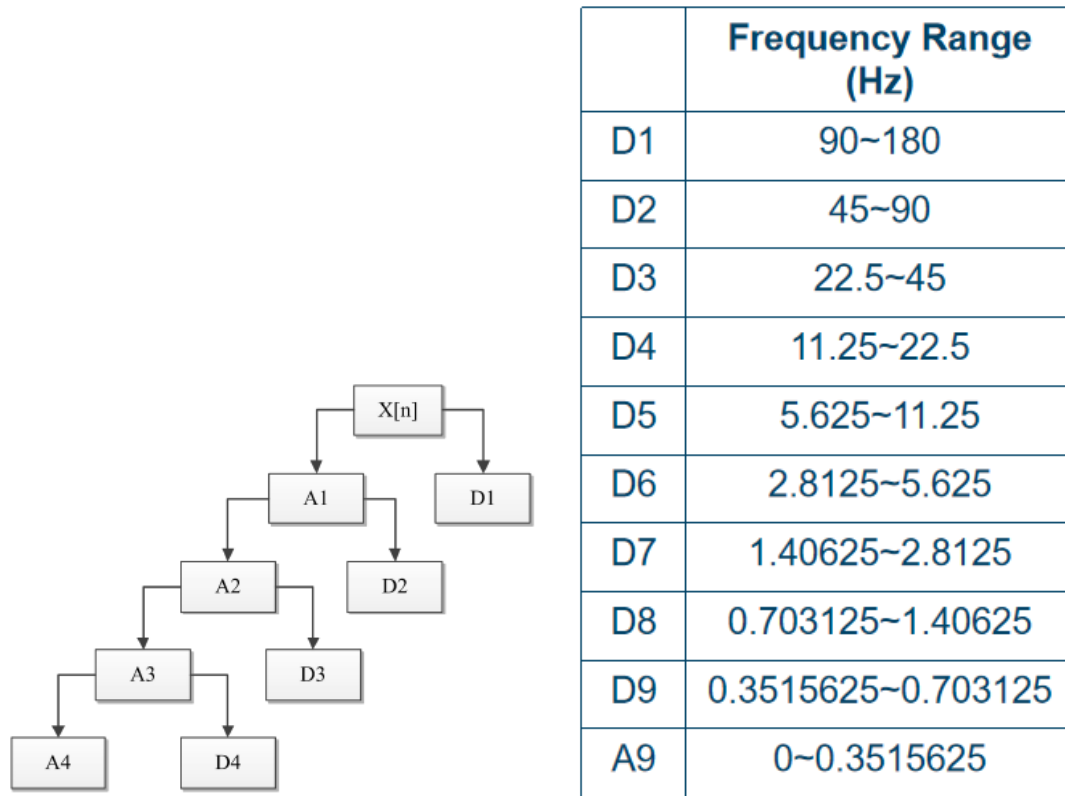 X[n]
A1
D1
A2
D2
A3
D3
A4
D4
Frequency Range
(Hz)
D1 90~180
D2 45~90
D3 22.5~45
D4 11.25~22.5
D5 5.625~11.25
D6 2.8125~5.625
D7 1.40625~2.8125
D8 0.703125~1.40625
D9 0.3515625~0.703125
A9 0~0.3515625